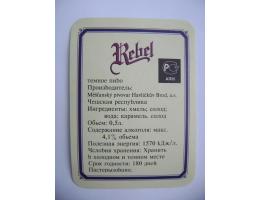 Rebel
темное пиво
Производитель:
Měšťanský pivovar Havlíčkův Brod, a.s.
Чешская республика
Ингредиенты: хмель; солод;
вода; карамель. солод
Объем: 0,5л.
Содержание алкоголя: макс.
4,1% объема
Полезная энергия: 1570 кДж/л.
Условия хранения: Хранить
в холодном и темном месте
Срок годности: 180 дней
Пастеризовано.